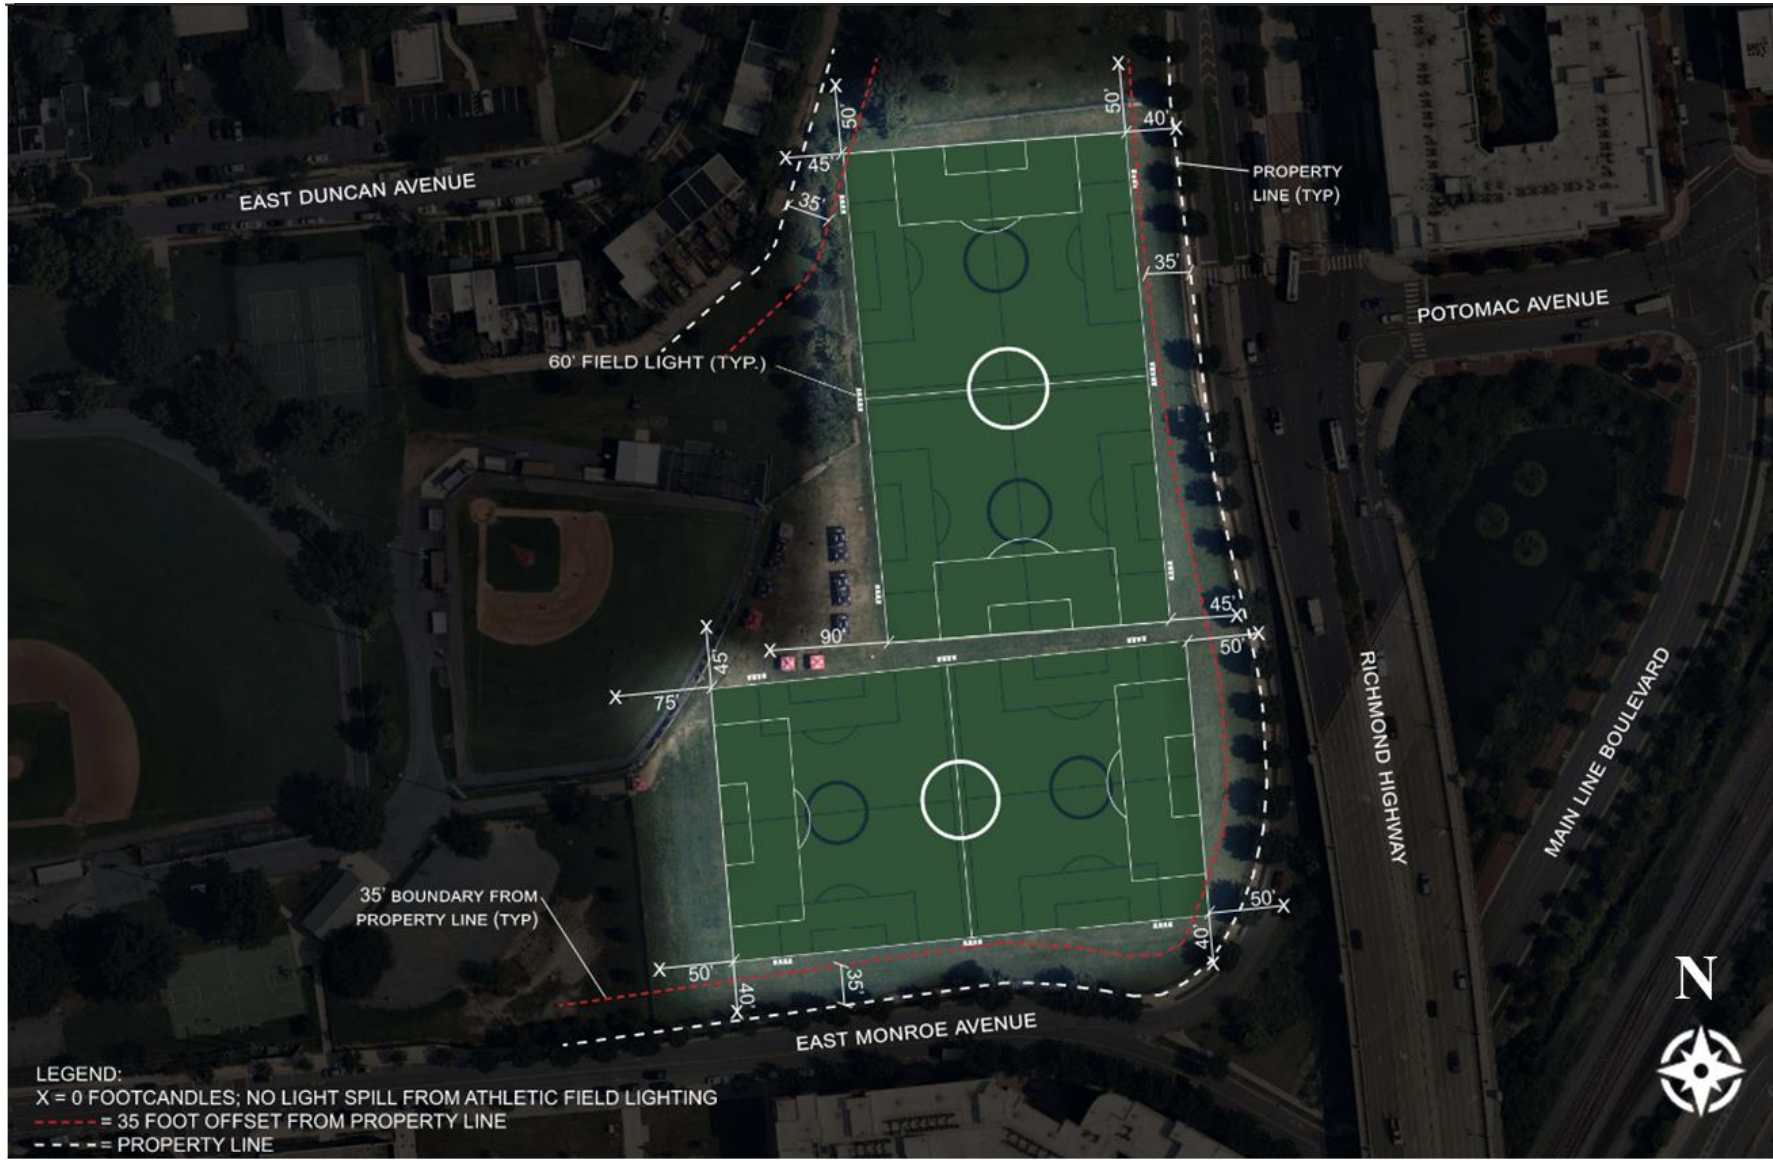 50'
50'
40'
45'
35'
PROPERTY
LINE (TYP)
EAST DUNCAN AVENUE
35'
POTOMAC AVENUE
60' FIELD LIGHT (TYP.)
45'
90'
50'
45'
75'
RICHMOND HIGHWAY
MAIN LINE BOULEVARD
35' BOUNDARY FROM
PROPERTY LINE (TYP)
50'
40'
50'
40'
35'
EAST MONROE AVENUE
N
LEGEND:
X = 0 FOOTCANDLES; NO LIGHT SPILL FROM ATHLETIC FIELD LIGHTING
= 35 FOOT OFFSET FROM PROPERTY LINE
= PROPERTY LINE